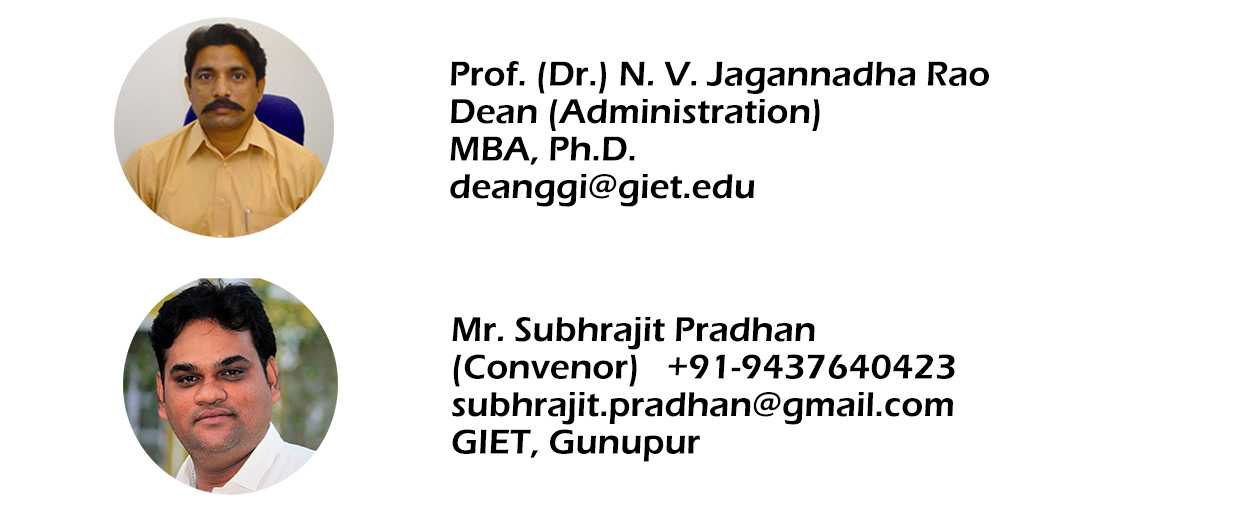 Prof. (Dr.) N. V. Jagannadha Rao
Dean (Administration)
MBA, Ph.D.
deanggi@giet.edu
Mr. Subhrajit Pradhan
(Convenor) +91-9437640423
subhrajit.pradhan@gmail.com
GIET, Gunupur